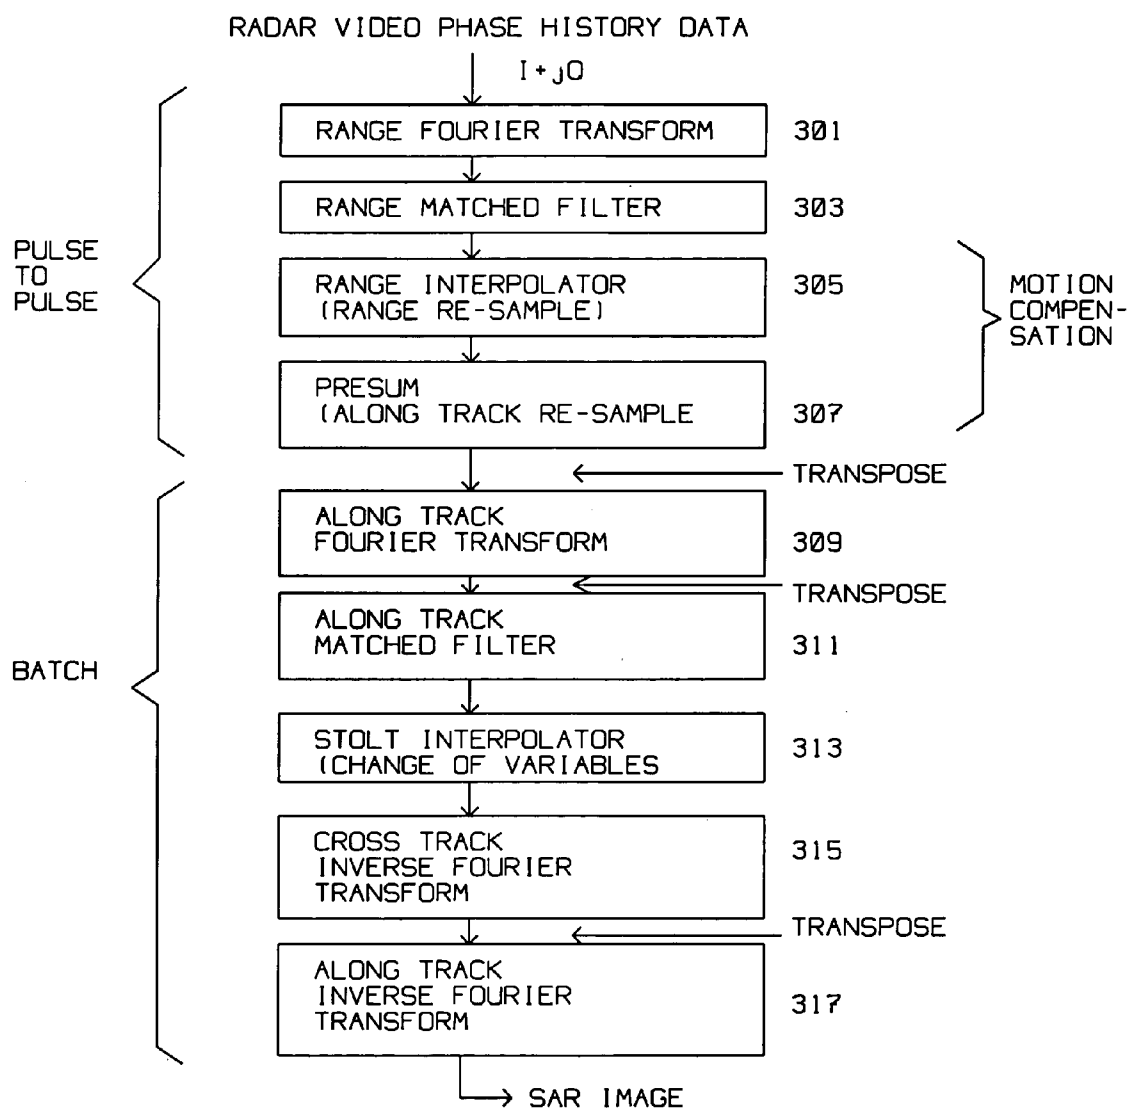 RADAR VIDEO PHASE HISTORY DATA
I+jQ
RANGE FOURIER TRANSFORM
301
RANGE MATCHED FILTER
303
PULSE
TO
PULSE
RANGE INTERPOLATOR
(RANGE RE-SAMPLE)
305
MOTION
COMPEN-
SATION
PRESUM
(ALONG TRACK RE-SAMPLE
307
TRANSPOSE
ALONG TRACK
FOURIER TRANSFORM
309
TRANSPOSE
ALONG TRACK
MATCHED FILTER
311
BATCH
STOLT INTERPOLATOR
(CHANGE OF VARIABLES
313
CROSS TRACK
INVERSE FOURIER
TRANSFORM
315
TRANSPOSE
ALONG TRACK
INVERSE FOURIER
TRANSFORM
317
SAR IMAGE